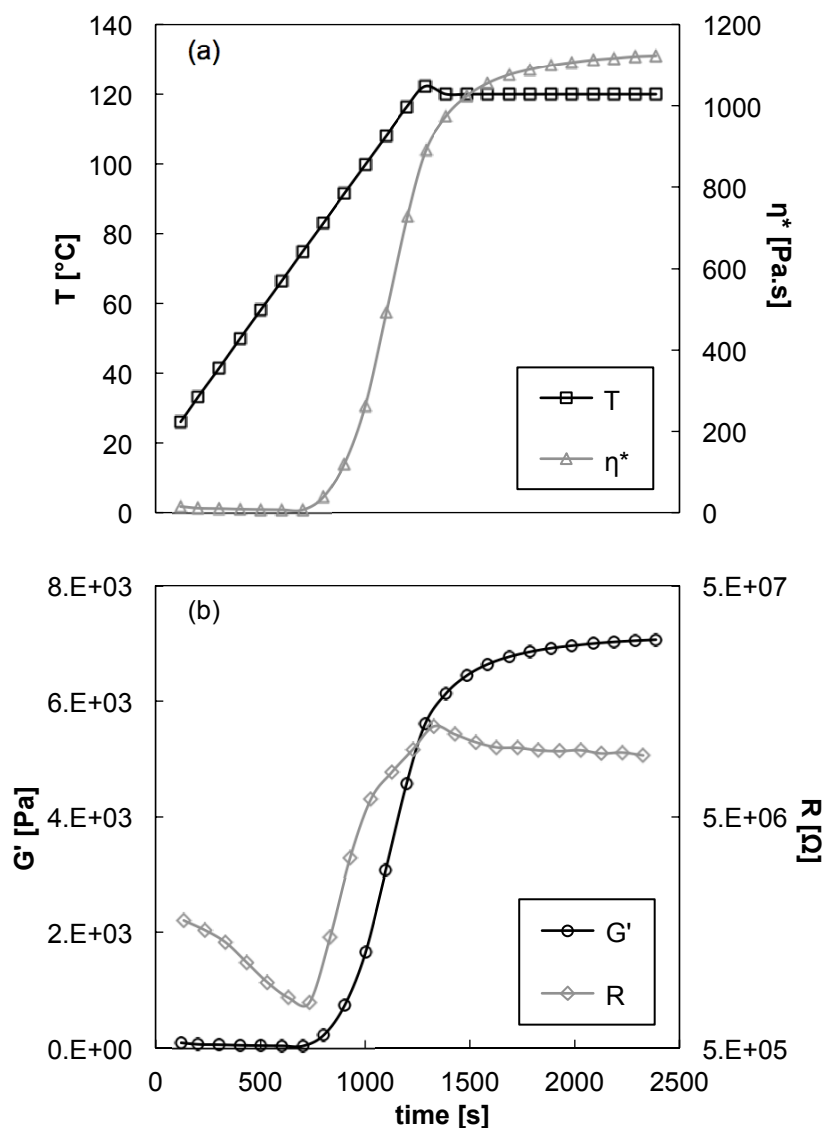 (a)
140
120
100
80
60
40
20
0
T [°C]
1200
1000
800
600
400
200
0
η* [Pa.s]
T
η*
(b)
8.E+03
6.E+03
4.E+03
2.E+03
0.E+00
G' [Pa]
5.E+07
5.E+06
5.E+05
R [Ω]
G'
R
0 500 1000 1500 2000 2500
time [s]